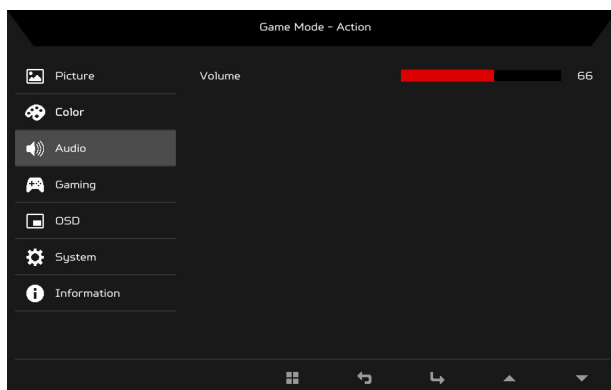 Game Mode - Action
Picture
Volume 66
Color
Audio
Gaming
OSD
System
Information